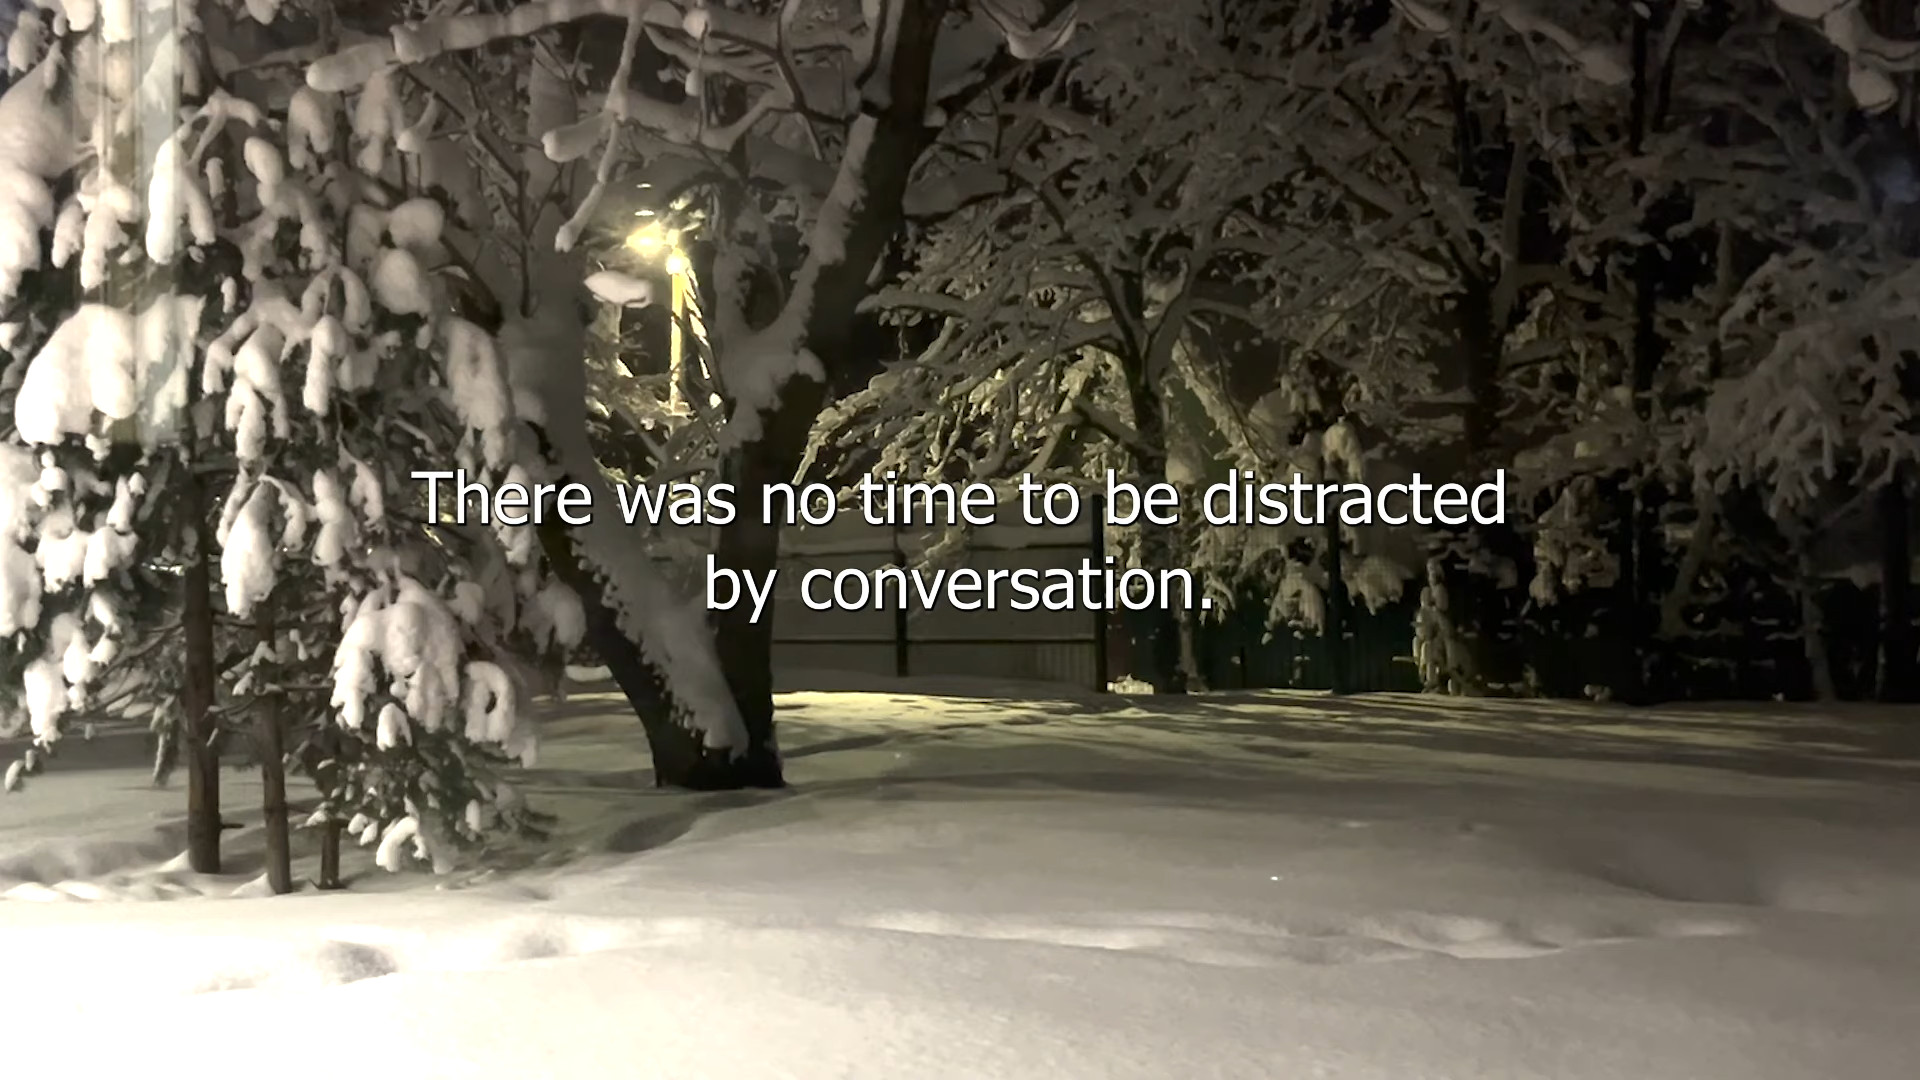 There was no time to be distracted
by conversation.